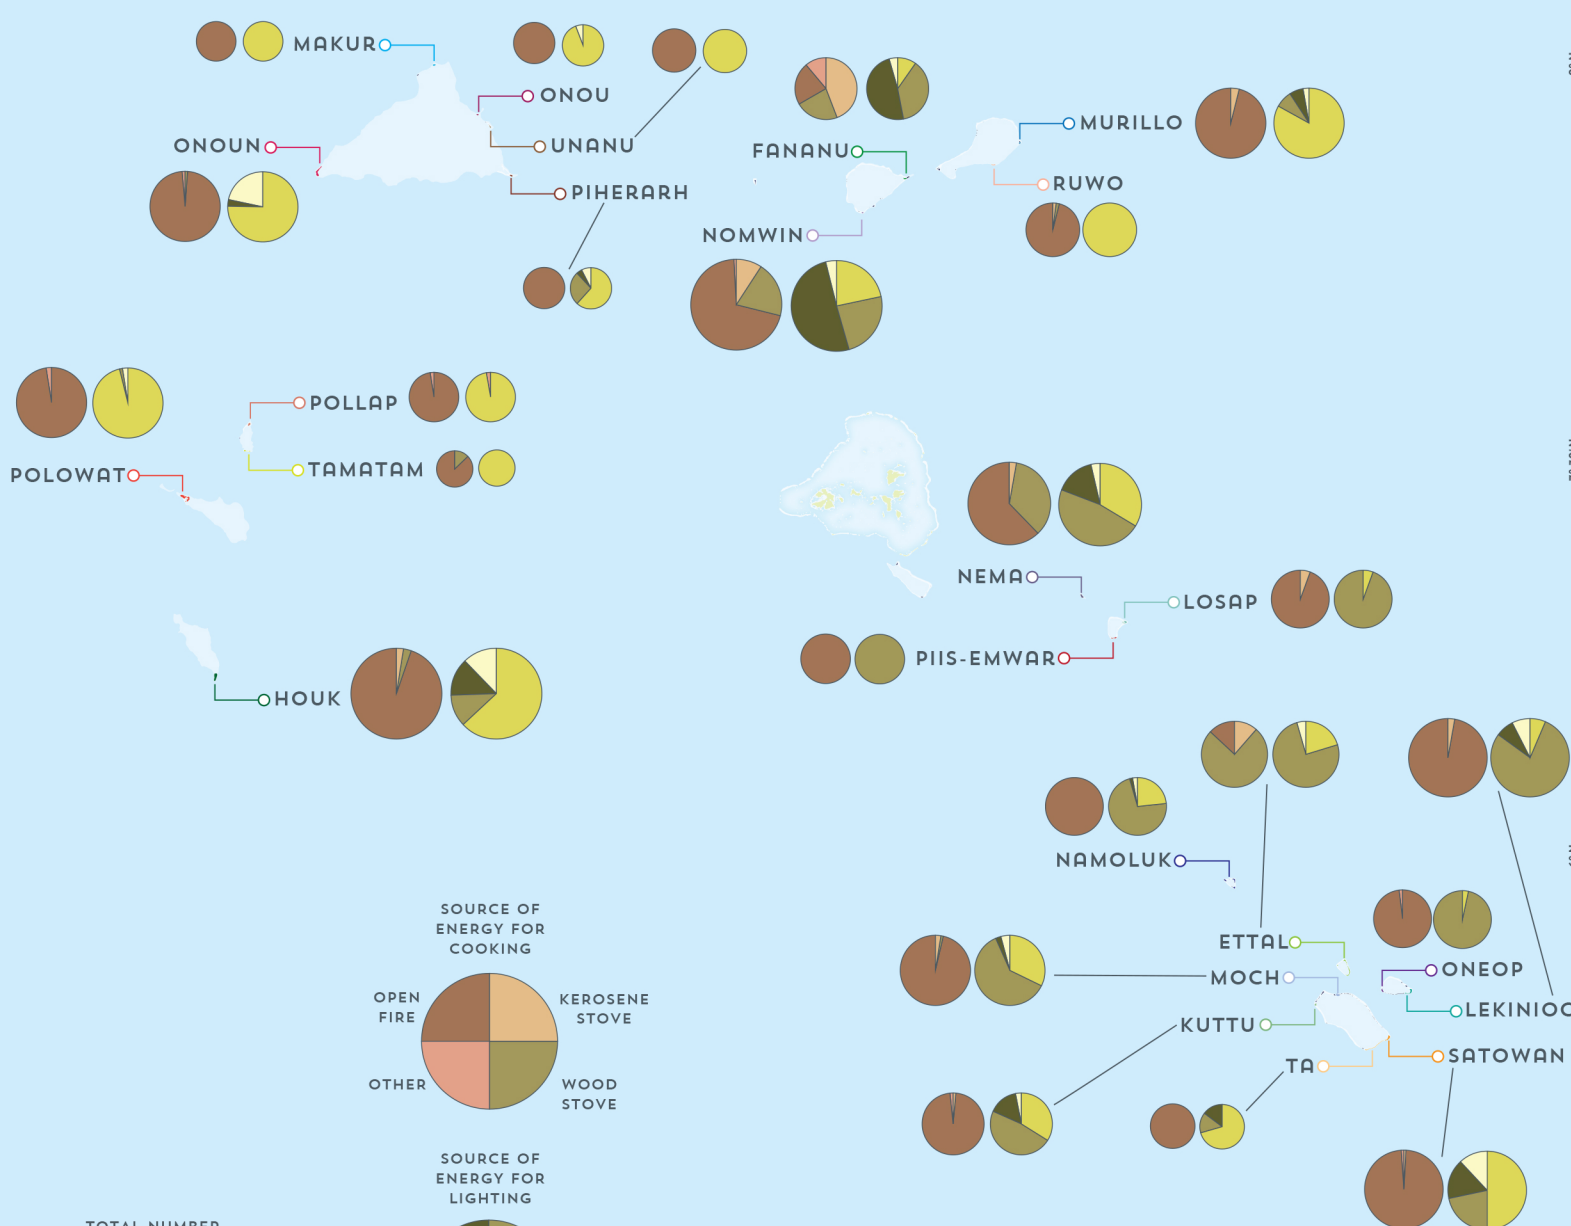 MAKUR
ONOU
ONOUN
UNANU
PIHERARH
FANANU
MURILLO
RUWO
NOMWIN
POLLAP
TAMATAM
POLOWAT
NEMA
LOSAP
PIIS-EMWAR
HOUK
NAMOLUK
ETTAL
MOCH
ONEOP
LEKINIOC
KUTTU
SATOWAN
TA
SOURCE OF
ENERGY FOR
COOKING
OPEN
FIRE
KEROSENE
STOVE
OTHER
WOOD
STOVE
SOURCE OF
ENERGY FOR
LIGHTING
TOTAL NUMBER